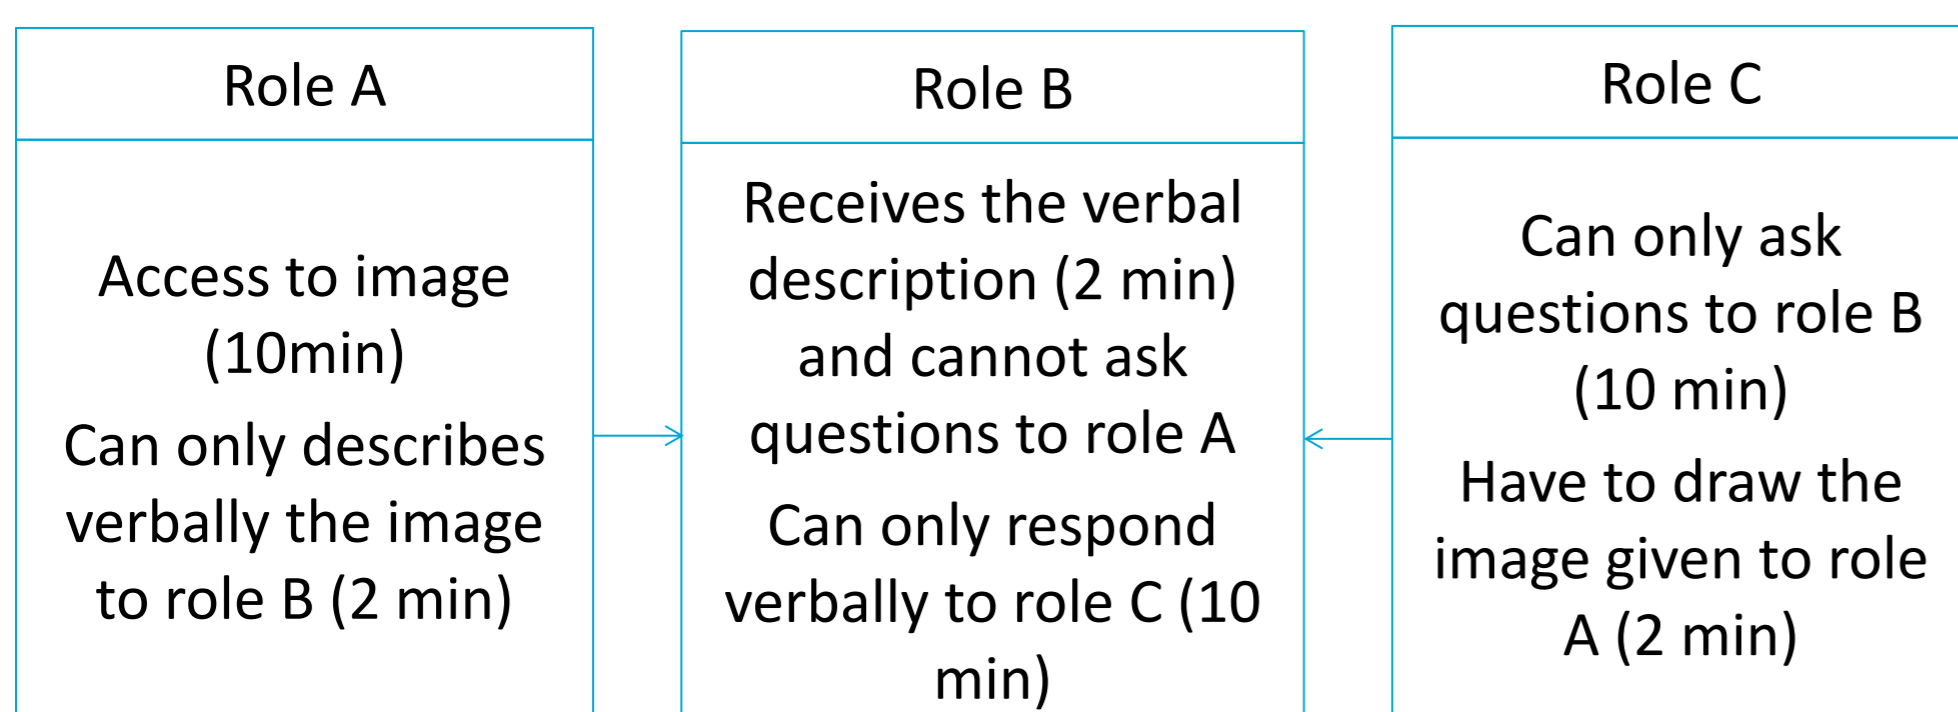 Role A
Access to image
(10min)
Can only describes
verbally the image
to role B (2 min)
Role B
Receives the verbal
description (2 min)
and cannot ask
questions to role A
Can only respond
verbally to role C (10
min)
Role C
Can only ask
questions to role B
(10 min)
Have to draw the
image given to role
A (2 min)